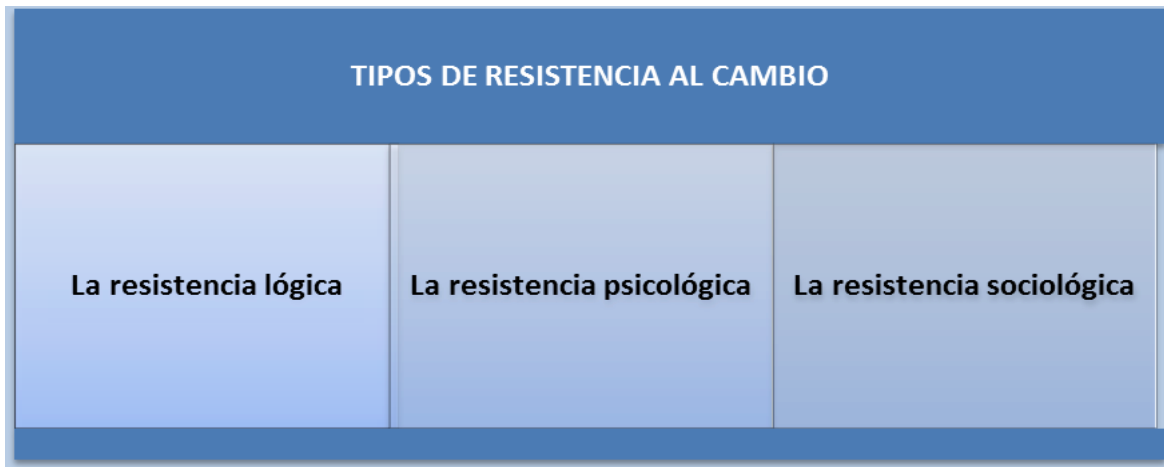 TIPOS DE RESISTENCIA AL CAMBIO
La resistencia lógica
La resistencia psicológica
La resistencia sociológica